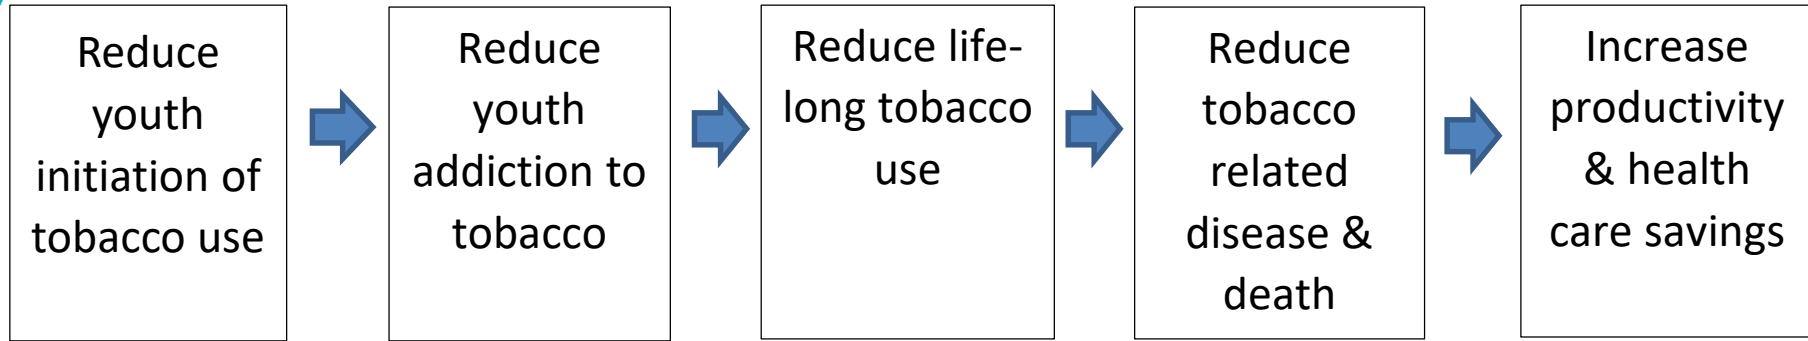 Reduce
youth
initiation of
tobacco use
Reduce
youth
addiction to
tobacco
Reduce life-
long tobacco
use
Reduce
tobacco
related
disease &
death
Increase
productivity
& health
care savings